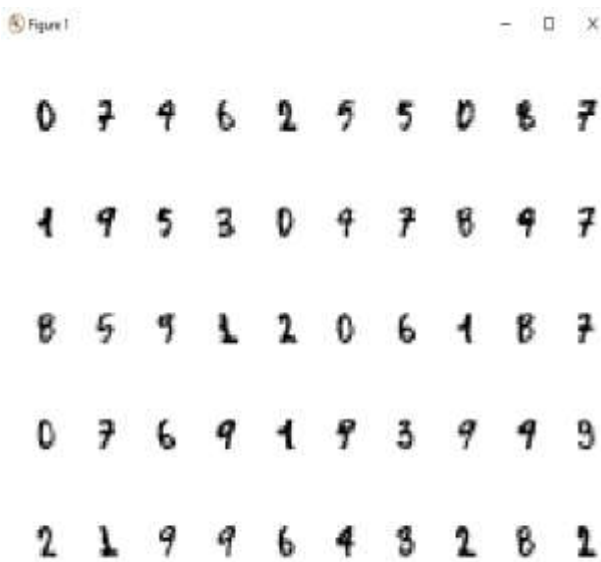 Figure 1
0 7 4 6 2 5 5 0 8 7
1 9 5 3 0 4 7 8 9 7
8 5 9 1 2 0 6 1 8 7
0 7 6 9 1 9 3 9 9 9
2 1 9 9 6 4 3 2 8 2